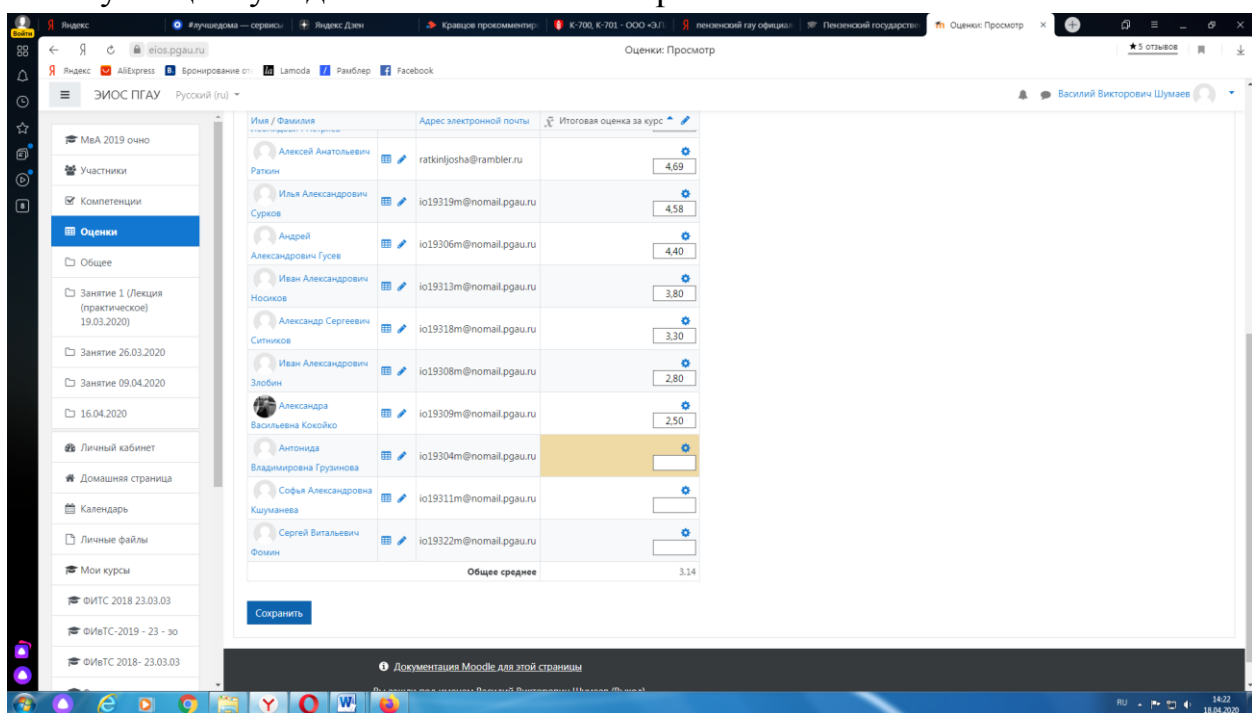 Войти
Яндекс
#лучшедома — сервисы
Яндекс Дзен
Кравцов прокомментир
К-700, К-701 - ООО «Э.П.
пензенский гау официал
Пензенский государстве
Оценки: Просмотр
eios.pgau.ru
Оценки: Просмотр
★5 отзывов
Яндекс
AliExpress
Бронирование от
Lamoda
Рамблер
Facebook
ЭИОС ПГАУ
Русский (ru)
Василий Викторович Шумаев
МвА 2019 очно
Участники
Компетенции
Оценки
Общее
Занятие 1 (Лекция
(практическое)
19.03.2020)
Занятие 26.03.2020
Занятие 09.04.2020
16.04.2020
Личный кабинет
Домашняя страница
Календарь
Личные файлы
Мои курсы
ФИТС 2018 23.03.03
ФИвТС-2019 - 23 - зо
ФИвТС 2018- 23.03.03
Имя / Фамилия Адрес электронной почты x̄ Итоговая оценка за курс
Алексей Анатольевич
Раткин
ratkinljosha@rambler.ru
4,69
Илья Александрович
Сурков
io19319m@nomail.pgau.ru
4,58
Андрей
Александрович Гусев
io19306m@nomail.pgau.ru
4,40
Иван Александрович
Носиков
io19313m@nomail.pgau.ru
3,80
Александр Сергеевич
Ситников
io19318m@nomail.pgau.ru
3,30
Иван Александрович
Злобин
io19308m@nomail.pgau.ru
2,80
Александра
Васильевна Кокойко
io19309m@nomail.pgau.ru
2,50
Антонида
Владимировна Грузинова
io19304m@nomail.pgau.ru
Софья Александровна
Кшуманева
io19311m@nomail.pgau.ru
Сергей Витальевич
Фомин
io19322m@nomail.pgau.ru
Общее среднее 3,14
Сохранить
Документация Moodle для этой страницы
Вы зашли под именем Василий Викторович Шумаев (Выход)
RU
14:22
18.04.2020